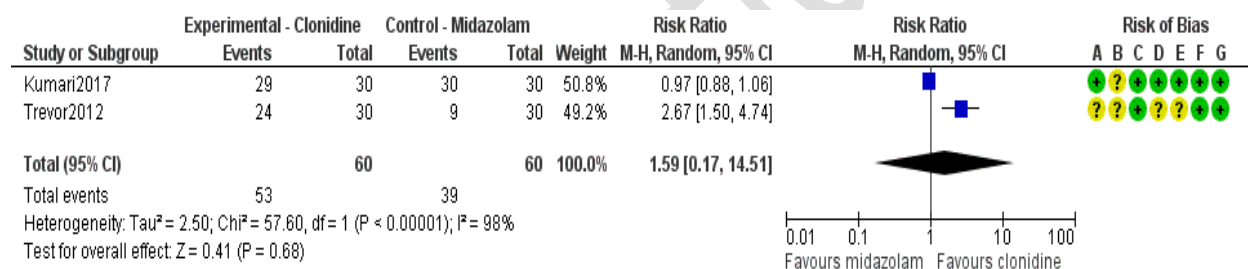 Experimental - Clonidine Control - Midazolam Risk Ratio Risk Ratio Risk of Bias
Study or Subgroup Events Total Events Total Weight M-H, Random, 95% CI M-H, Random, 95% CI A B C D E F G
Kumari2017 29 30 30 30 50.8% 0.97 [0.88, 1.06] + ? + + + + +
Trevor2012 24 30 9 30 49.2% 2.67 [1.50, 4.74] ? ? + ? ? + +
Total (95% CI) 60 60 100.0% 1.59 [0.17, 14.51]
Total events 53 39
Heterogeneity: Tau² = 2.50; Chi² = 57.60, df = 1 (P < 0.00001); I² = 98%
Test for overall effect: Z = 0.41 (P = 0.68)
0.01 0.1 1 10 100
Favours midazolam Favours clonidine